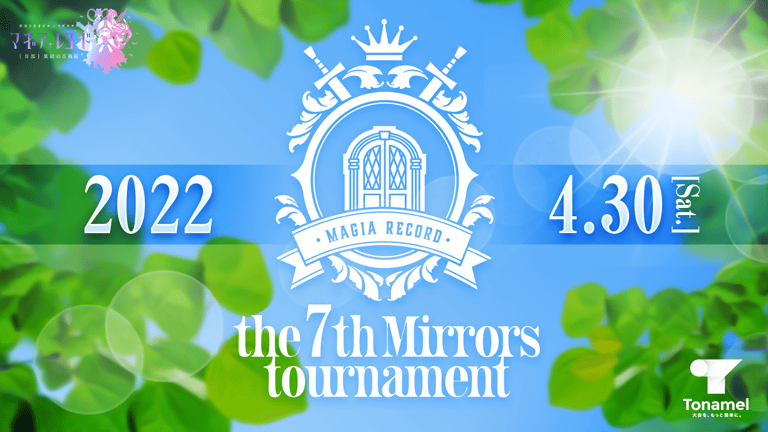 マギアレコード
2022
MAGIA RECORD
4.30
[Sat.]
the 7th Mirrors
tournament
Tonamel
大会を、もっと簡単に。